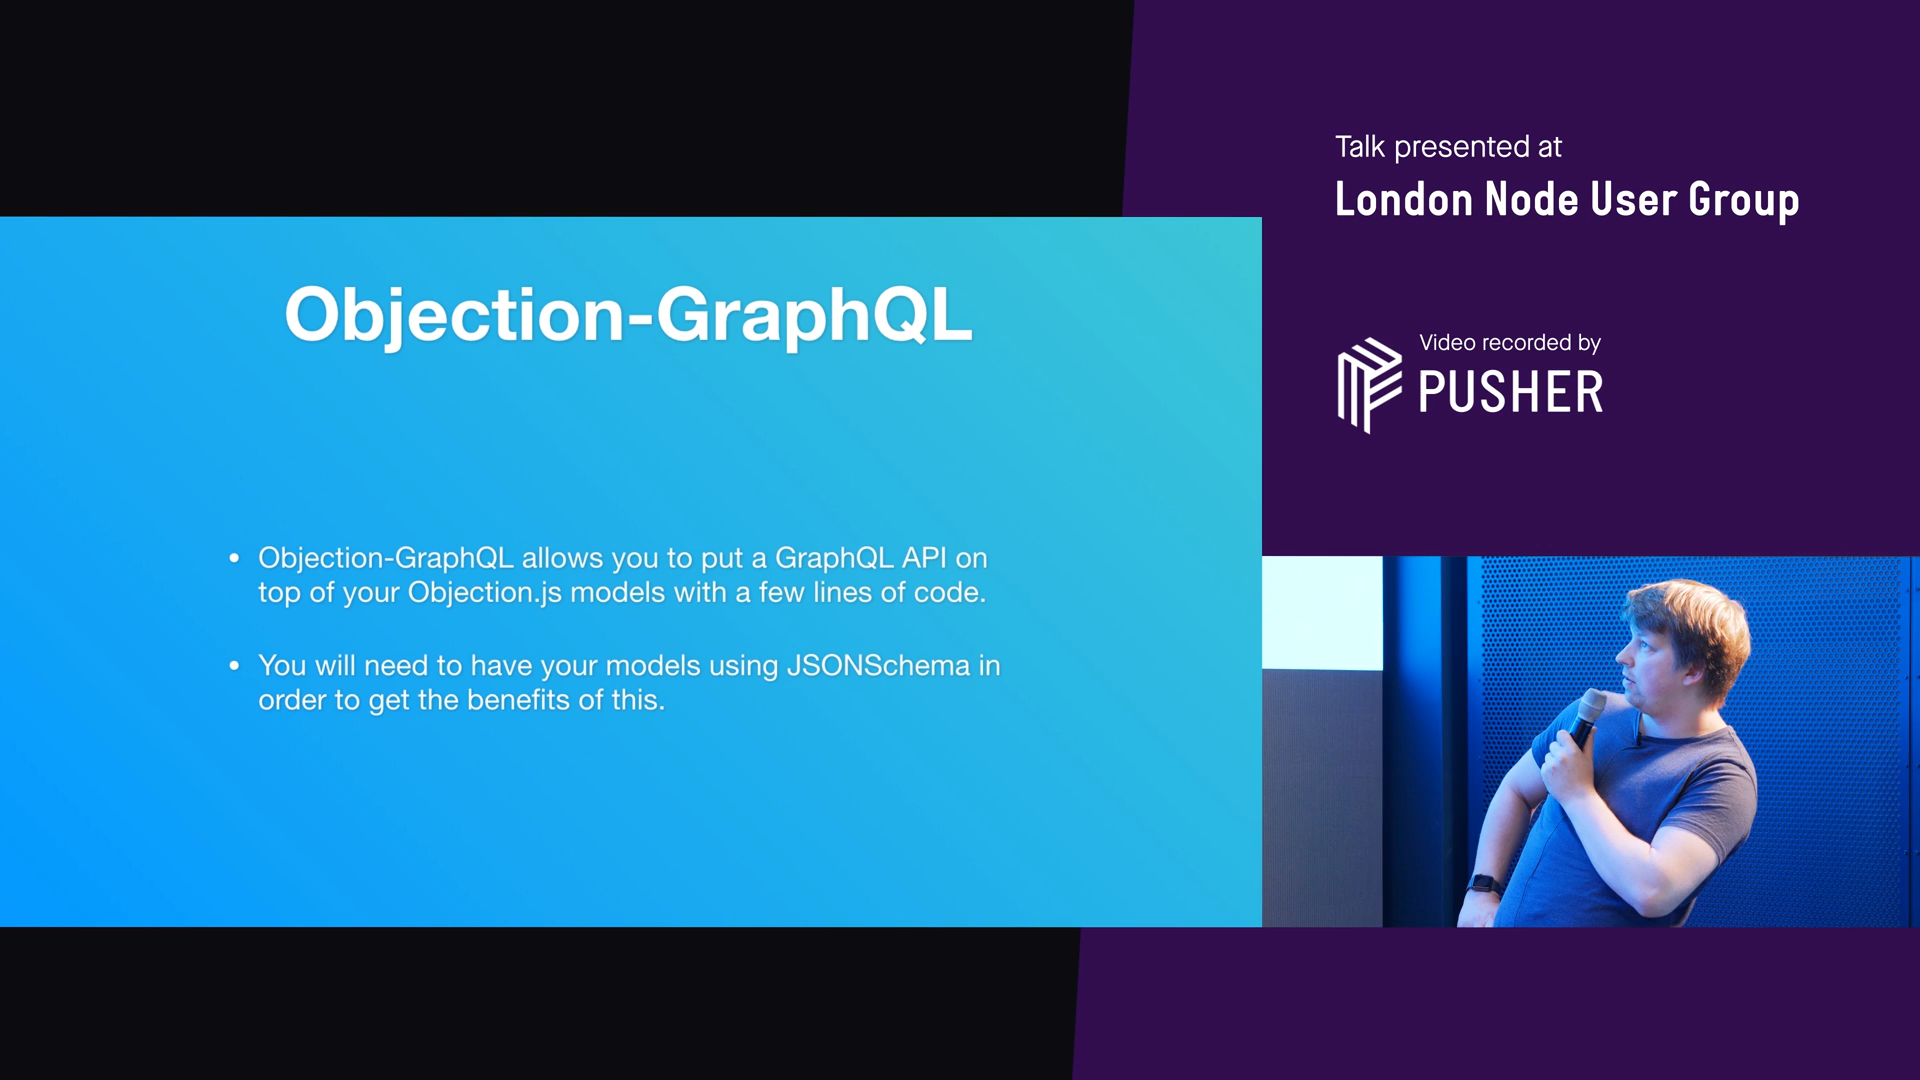 Talk presented at
London Node User Group
Video recorded by
PUSHER
Objection-GraphQL
• Objection-GraphQL allows you to put a GraphQL API on
top of your Objection.js models with a few lines of code.
• You will need to have your models using JSONSchema in
order to get the benefits of this.